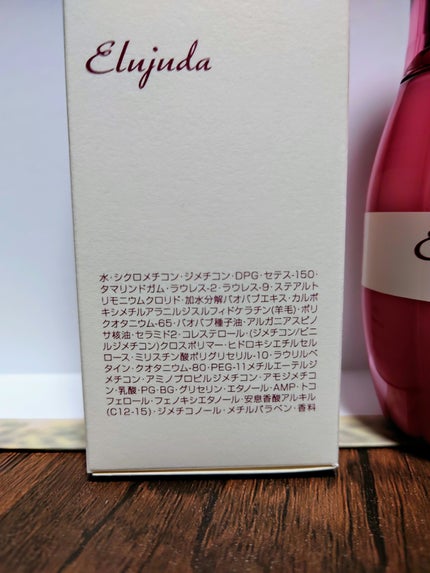 Elujuda
水・シクロメチコン・ジメチコン・DPG・セテス-150・
タマリンドガム・ラウレス-2・ラウレス-9・ステアルト
リモニウムクロリド・加水分解バオバブエキス・カルボ
キシメチルアラニルジスルフィドケラチン(羊毛)・ポリ
クオタニウム-65・バオバブ種子油・アルガニアスピノ
サ核油・セラミド2・コレステロール・(ジメチコン/ビニ
ルジメチコン)クロスポリマー・ヒドロキシエチルセル
ロース・ミリスチン酸ポリグリセリル-10・ラウリルベ
タイン・クオタニウム-80・PEG-11メチルエーテルジ
メチコン・アミノプロピルジメチコン・アモジメチコ
ン・乳酸・PG・BG・グリセリン・エタノール・AMP・トコ
フェロール・フェノキシエタノール・安息香酸アルキル
(C12-15)・ジメチコノール・メチルパラベン・香料